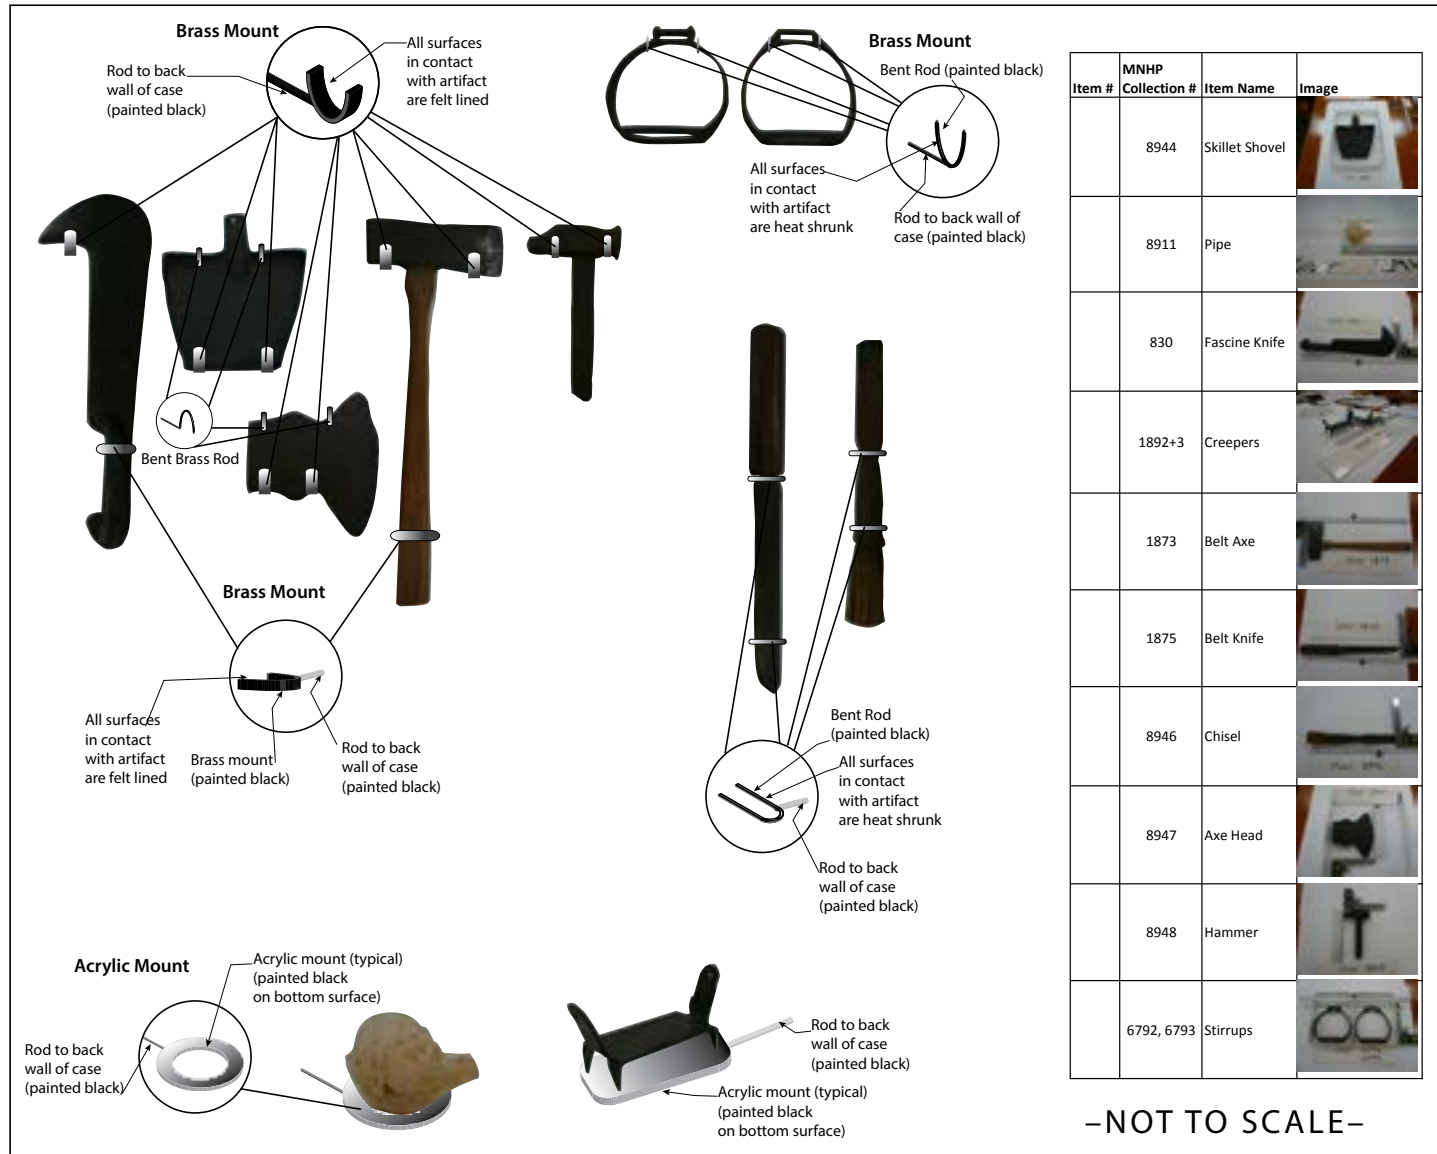 Brass Mount
Rod to back
wall of case
(painted black)
All surfaces
in contact
with artifact
are felt lined
Bent Brass Rod
Brass Mount
All surfaces
in contact
with artifact
are felt lined
Brass mount
(painted black)
Rod to back
wall of case
(painted black)
Brass Mount
Bent Rod (painted black)
All surfaces
in contact
with artifact
are heat shrunk
Rod to back wall of
case (painted black)
Bent Rod
(painted black)
All surfaces
in contact
with artifact
are heat shrunk
Rod to back
wall of case
(painted black)
Acrylic Mount
Acrylic mount (typical)
(painted black
on bottom surface)
Rod to back
wall of case
(painted black)
Rod to back
wall of case
(painted black)
Acrylic mount (typical)
(painted black
on bottom surface)
Item # MNHP Collection # Item Name Image
8944 Skillet Shovel
8911 Pipe
830 Fascine Knife
1892+3 Creepers
1873 Belt Axe
1875 Belt Knife
8946 Chisel
8947 Axe Head
8948 Hammer
6792, 6793 Stirrups
–NOT TO SCALE–